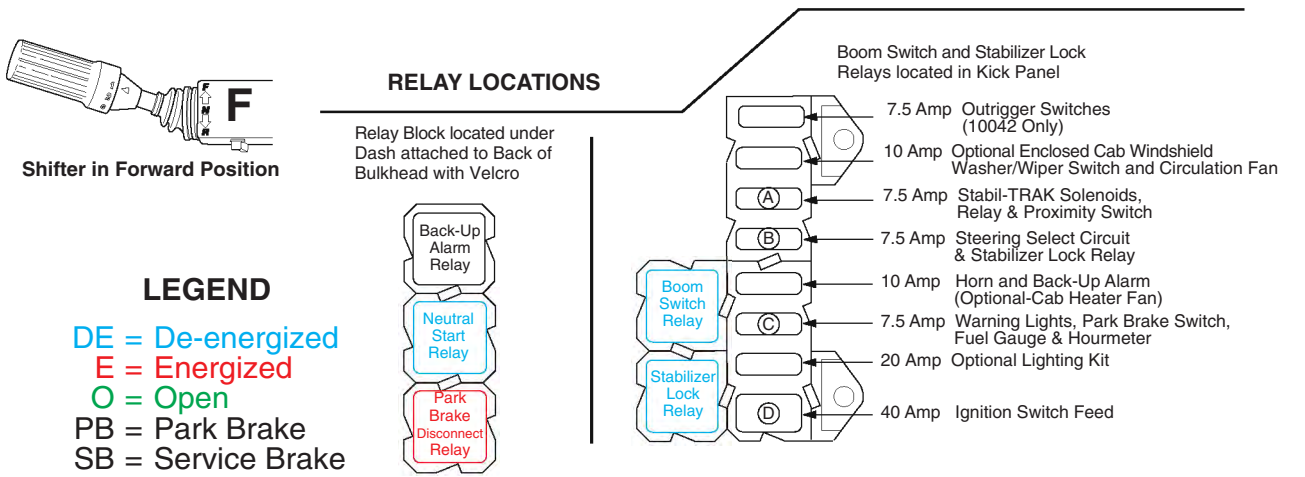 F
N
R
F
Shifter in Forward Position
RELAY LOCATIONS
Relay Block located under
Dash attached to Back of
Bulkhead with Velcro
Back-Up
Alarm
Relay
Neutral
Start
Relay
Park
Brake
Disconnect
Relay
LEGEND
DE = De-energized
E = Energized
O = Open
PB = Park Brake
SB = Service Brake
Boom Switch and Stabilizer Lock
Relays located in Kick Panel
7.5 Amp Outrigger Switches
(10042 Only)
10 Amp Optional Enclosed Cab Windshield
Washer/Wiper Switch and Circulation Fan
A
7.5 Amp Stabil-TRAK Solenoids,
Relay & Proximity Switch
B
7.5 Amp Steering Select Circuit
& Stabilizer Lock Relay
Boom
Switch
Relay
10 Amp Horn and Back-Up Alarm
(Optional-Cab Heater Fan)
C
7.5 Amp Warning Lights, Park Brake Switch,
Fuel Gauge & Hourmeter
20 Amp Optional Lighting Kit
Stabilizer
Lock
Relay
D
40 Amp Ignition Switch Feed